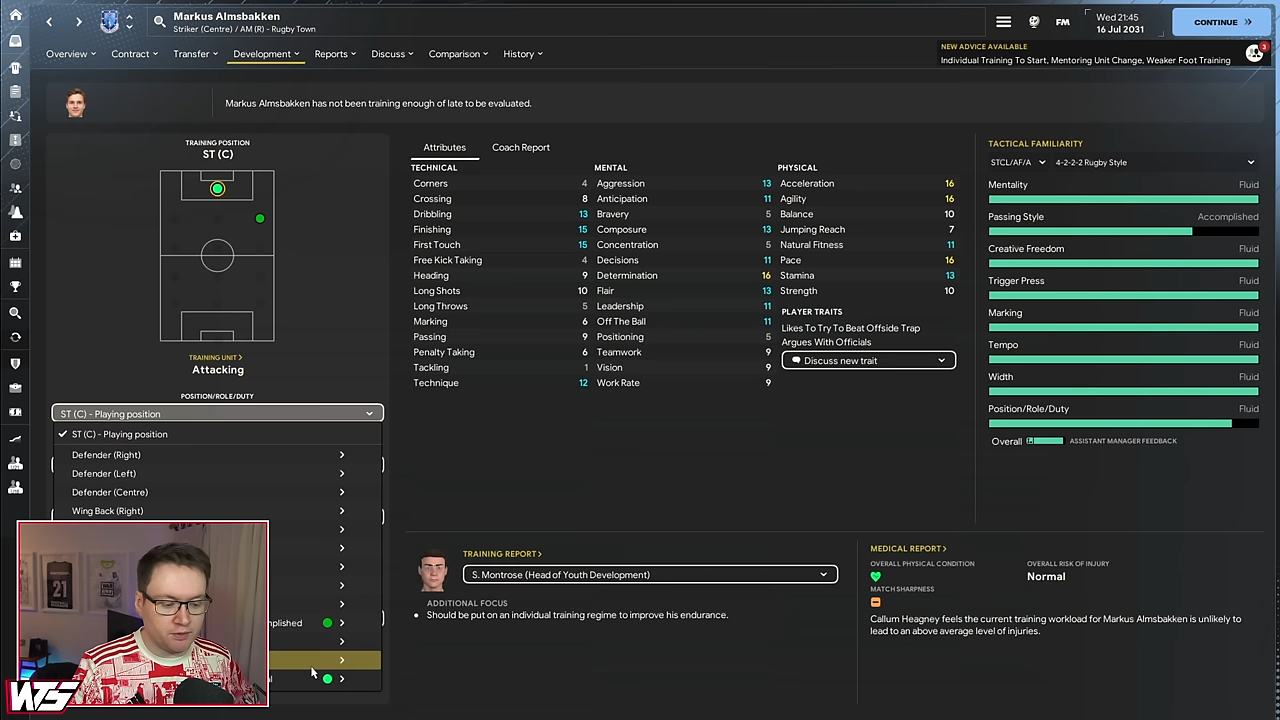 Markus Almsbakken
Striker (Centre) / AM (R) - Rugby Town
FM
Wed 21:45
16 Jul 2031
CONTINUE
Overview
Contract
Transfer
Development
Reports
Discuss
Comparison
History
NEW ADVICE AVAILABLE
Individual Training To Start, Mentoring Unit Change, Weaker Foot Training
3
Markus Almsbakken has not been training enough of late to be evaluated.
TRAINING POSITION
ST (C)
TRAINING UNIT >
Attacking
POSITION/ROLE/DUTY
ST (C) - Playing position
ST (C) - Playing position
Defender (Right)
Defender (Left)
Defender (Centre)
Wing Back (Right)
mplished
Attributes
Coach Report
TECHNICAL
Corners 4
Crossing 8
Dribbling 13
Finishing 15
First Touch 15
Free Kick Taking 4
Heading 9
Long Shots 10
Long Throws 5
Marking 6
Passing 9
Penalty Taking 6
Tackling 1
Technique 12
MENTAL
Aggression 13
Anticipation 11
Bravery 5
Composure 13
Concentration 5
Decisions 11
Determination 16
Flair 13
Leadership 11
Off The Ball 11
Positioning 5
Teamwork 9
Vision 9
Work Rate 9
PHYSICAL
Acceleration 16
Agility 16
Balance 10
Jumping Reach 7
Natural Fitness 11
Pace 16
Stamina 13
Strength 10
PLAYER TRAITS
Likes To Try To Beat Offside Trap
Argues With Officials
Discuss new trait
TACTICAL FAMILIARITY
STCL/AF/A
4-2-2-2 Rugby Style
Mentality Fluid
Passing Style Accomplished
Creative Freedom Fluid
Trigger Press Fluid
Marking Fluid
Tempo Fluid
Width Fluid
Position/Role/Duty Fluid
Overall
ASSISTANT MANAGER FEEDBACK
TRAINING REPORT >
S. Montrose (Head of Youth Development)
ADDITIONAL FOCUS
• Should be put on an individual training regime to improve his endurance.
MEDICAL REPORT >
OVERALL PHYSICAL CONDITION
OVERALL RISK OF INJURY
Normal
MATCH SHARPNESS
Callum Heagney feels the current training workload for Markus Almsbakken is unlikely to
lead to an above average level of injuries.
21
WTS